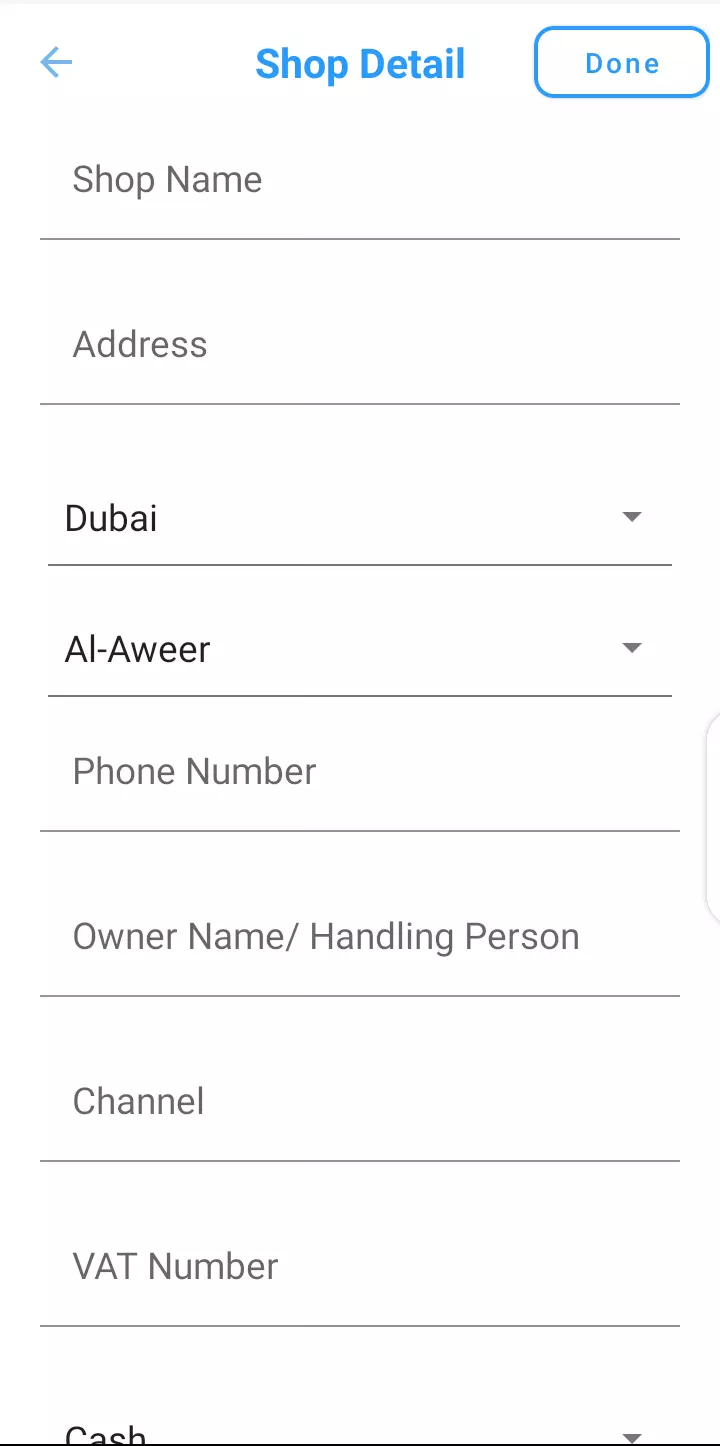 Shop Detail
Done
Shop Name
Address
Dubai
Al-Aweer
Phone Number
Owner Name/ Handling Person
Channel
VAT Number
Cash